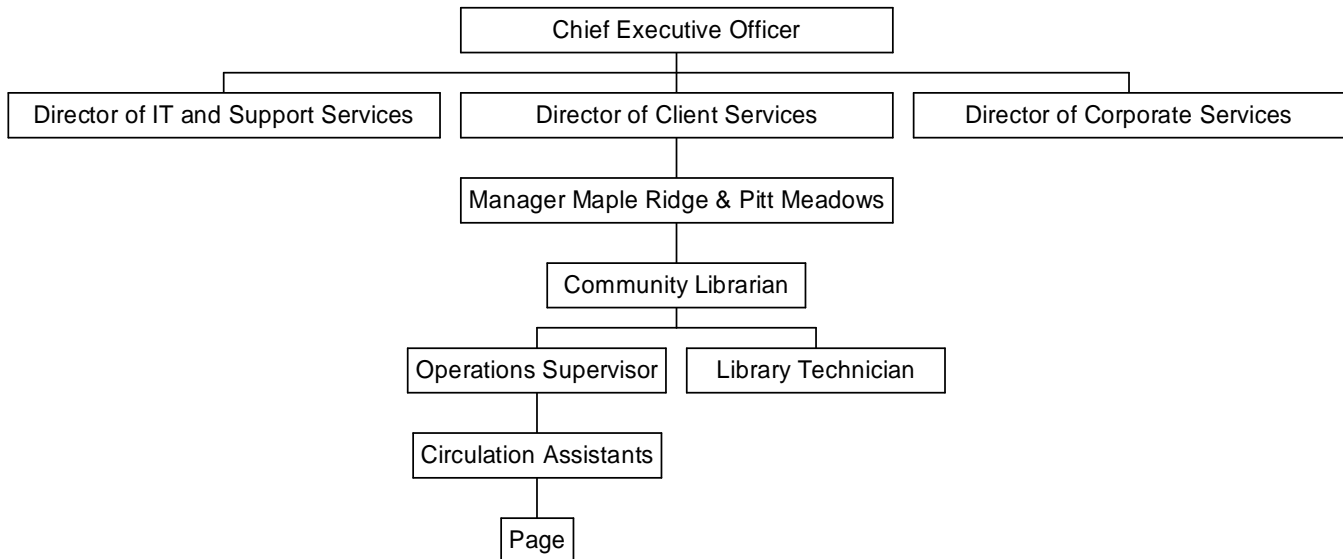 Chief Executive Officer
Director of IT and Support Services
Director of Client Services
Director of Corporate Services
Manager Maple Ridge & Pitt Meadows
Community Librarian
Operations Supervisor
Library Technician
Circulation Assistants
Page